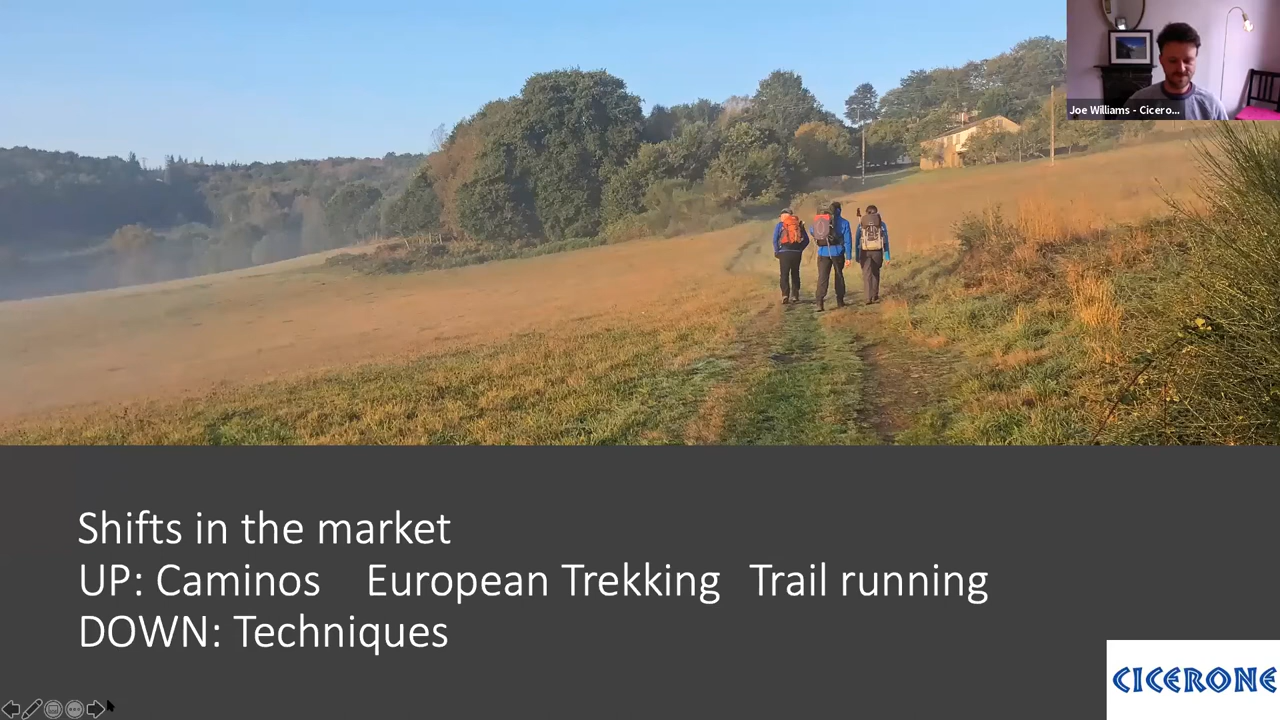 Joe Williams - Cicero...
Shifts in the market
UP: Caminos European Trekking Trail running
DOWN: Techniques
CICERONE